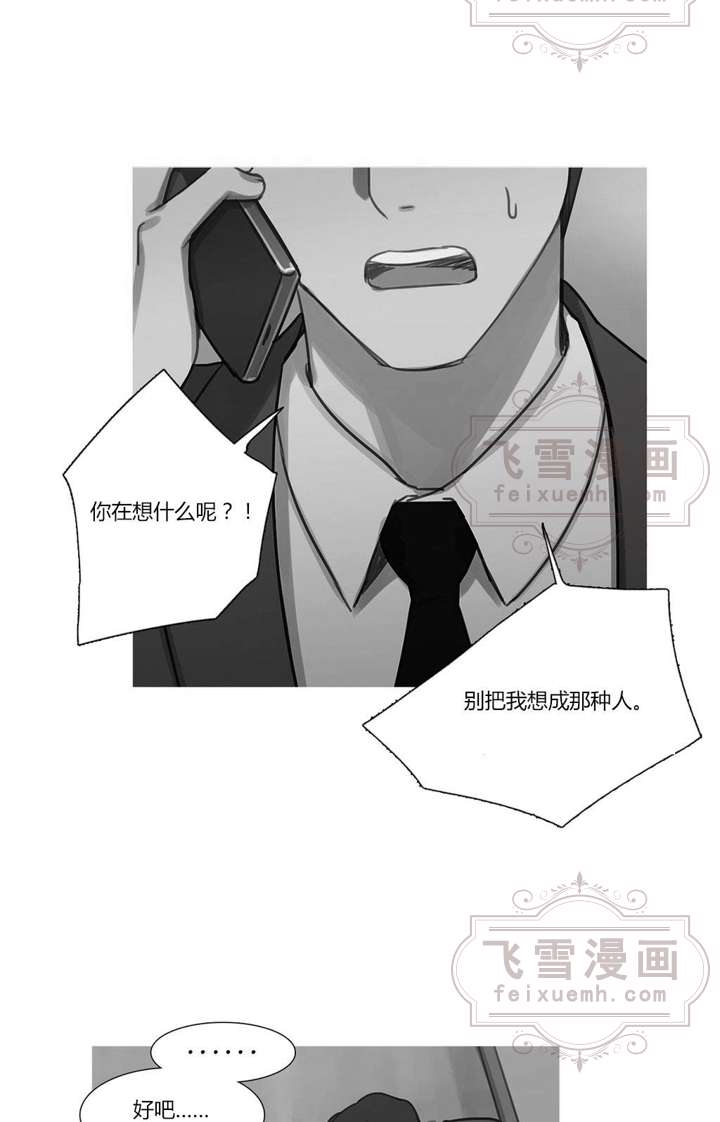 你在想什么呢？！
飞雪漫画
feixuemh.com
别把我想成那种人。
飞雪漫画
feixuemh.com
······
好吧......